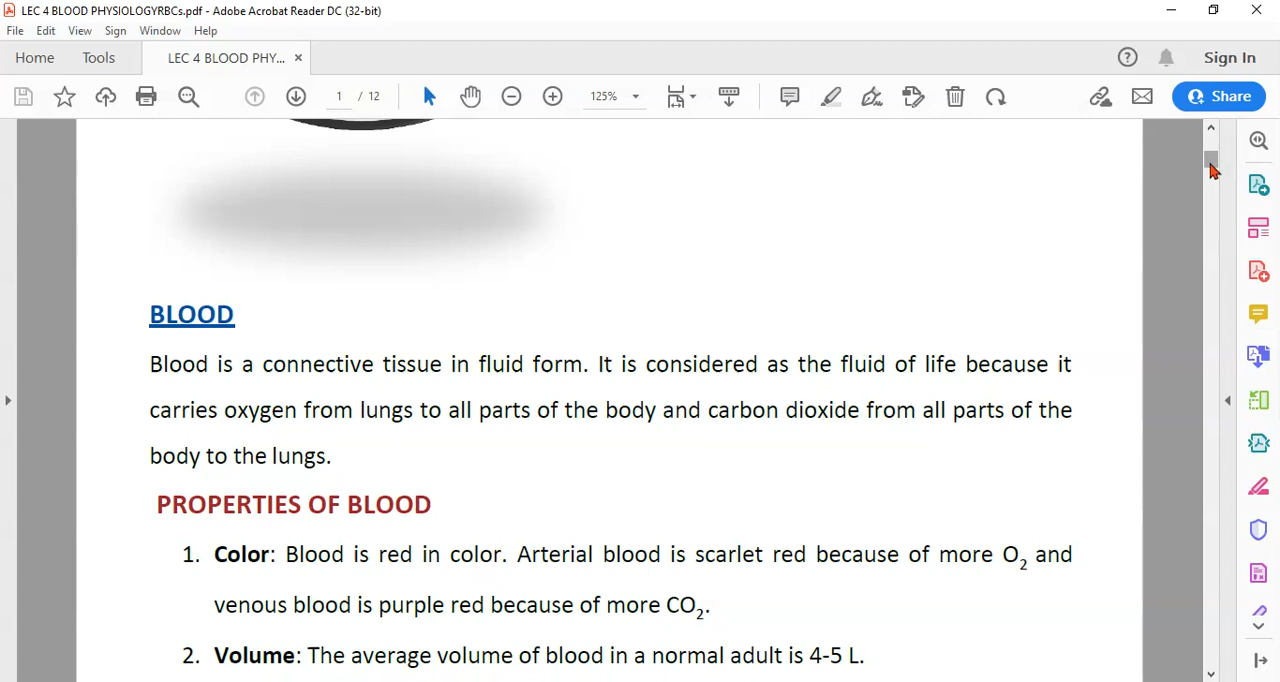 LEC 4 BLOOD PHYSIOLOGYRBCs.pdf - Adobe Acrobat Reader DC (32-bit)
File Edit View Sign Window Help
Home Tools LEC 4 BLOOD PHY... × Sign In
1 / 12 125% Share
BLOOD
Blood is a connective tissue in fluid form. It is considered as the fluid of life because it
carries oxygen from lungs to all parts of the body and carbon dioxide from all parts of the
body to the lungs.
PROPERTIES OF BLOOD
1. Color: Blood is red in color. Arterial blood is scarlet red because of more O₂ and
venous blood is purple red because of more CO₂.
2. Volume: The average volume of blood in a normal adult is 4-5 L.